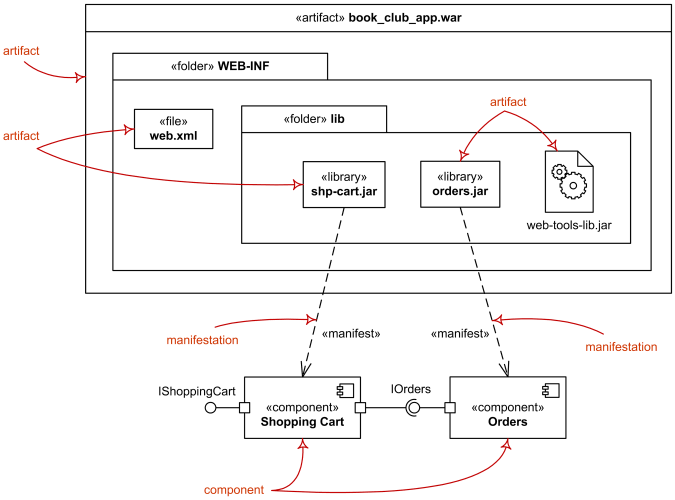 «artifact» book_club_app.war
artifact
«folder» WEB-INF
artifact
«file»
web.xml
«folder» lib
artifact
«library»
shp-cart.jar
«library»
orders.jar
web-tools-lib.jar
manifestation
«manifest»
«manifest»
manifestation
IShoppingCart
«component»
Shopping Cart
IOrders
«component»
Orders
component